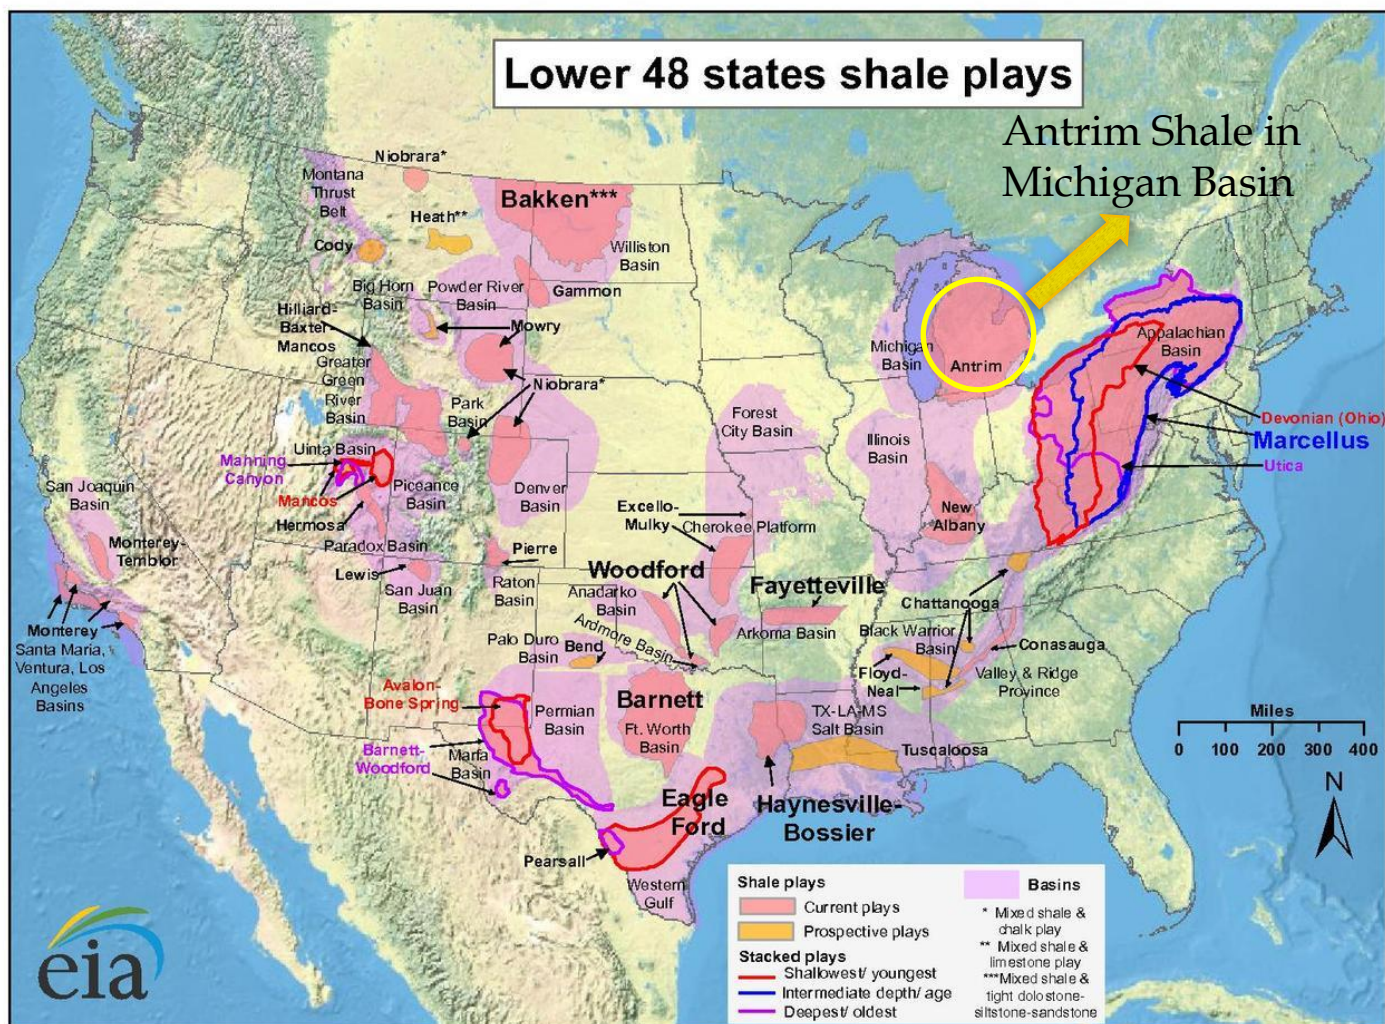 Lower 48 states shale plays
Antrim Shale in
Michigan Basin
Niobrara*
Montana
Thrust
Belt
Bakken***
Heath**
Cody
Williston
Basin
Big Horn
Basin
Powder River
Basin
Gammon
Hilliard-
Baxter
Mancos
Mowry
Michigan
Basin
Antrim
Appalachian
Basin
Greater
Green
River
Basin
Niobrara*
Park
Basin
Forest
City Basin
Illinois
Basin
Devonian (Ohio)
Marcellus
Utica
Uinta Basin
Manning
Canyon
Mancos
Piceance
Basin
Denver
Basin
San Joaquin
Basin
Hermosa
Excello-
Mulky
Cherokee Platform
New
Albany
Monterey-
Temblor
Paradox Basin
Pierre
Lewis
San Juan
Basin
Raton
Basin
Woodford
Anadarko
Basin
Fayetteville
Arkoma Basin
Chattanooga
Ardmore Basin
Black Warrior
Basin
Conasauga
Monterey
Santa Maria,
Ventura, Los
Angeles
Basins
Palo Duro
Basin
Bend
Floyd-
Neal
Valley & Ridge
Province
Avalon-
Bone Spring
Permian
Basin
Barnett
Ft. Worth
Basin
TX-LA-MS
Salt Basin
Tuscaloosa
Miles
0 100 200 300 400
N
Barnett-
Woodford
Marfa
Basin
Eagle
Ford
Haynesville-
Bossier
Pearsall
Western
Gulf
Shale plays
Current plays
Prospective plays
Stacked plays
Shallowest/ youngest
Intermediate depth/ age
Deepest/ oldest
Basins
* Mixed shale &
chalk play
** Mixed shale &
limestone play
***Mixed shale &
tight dolostone-
siltstone-sandstone
eia